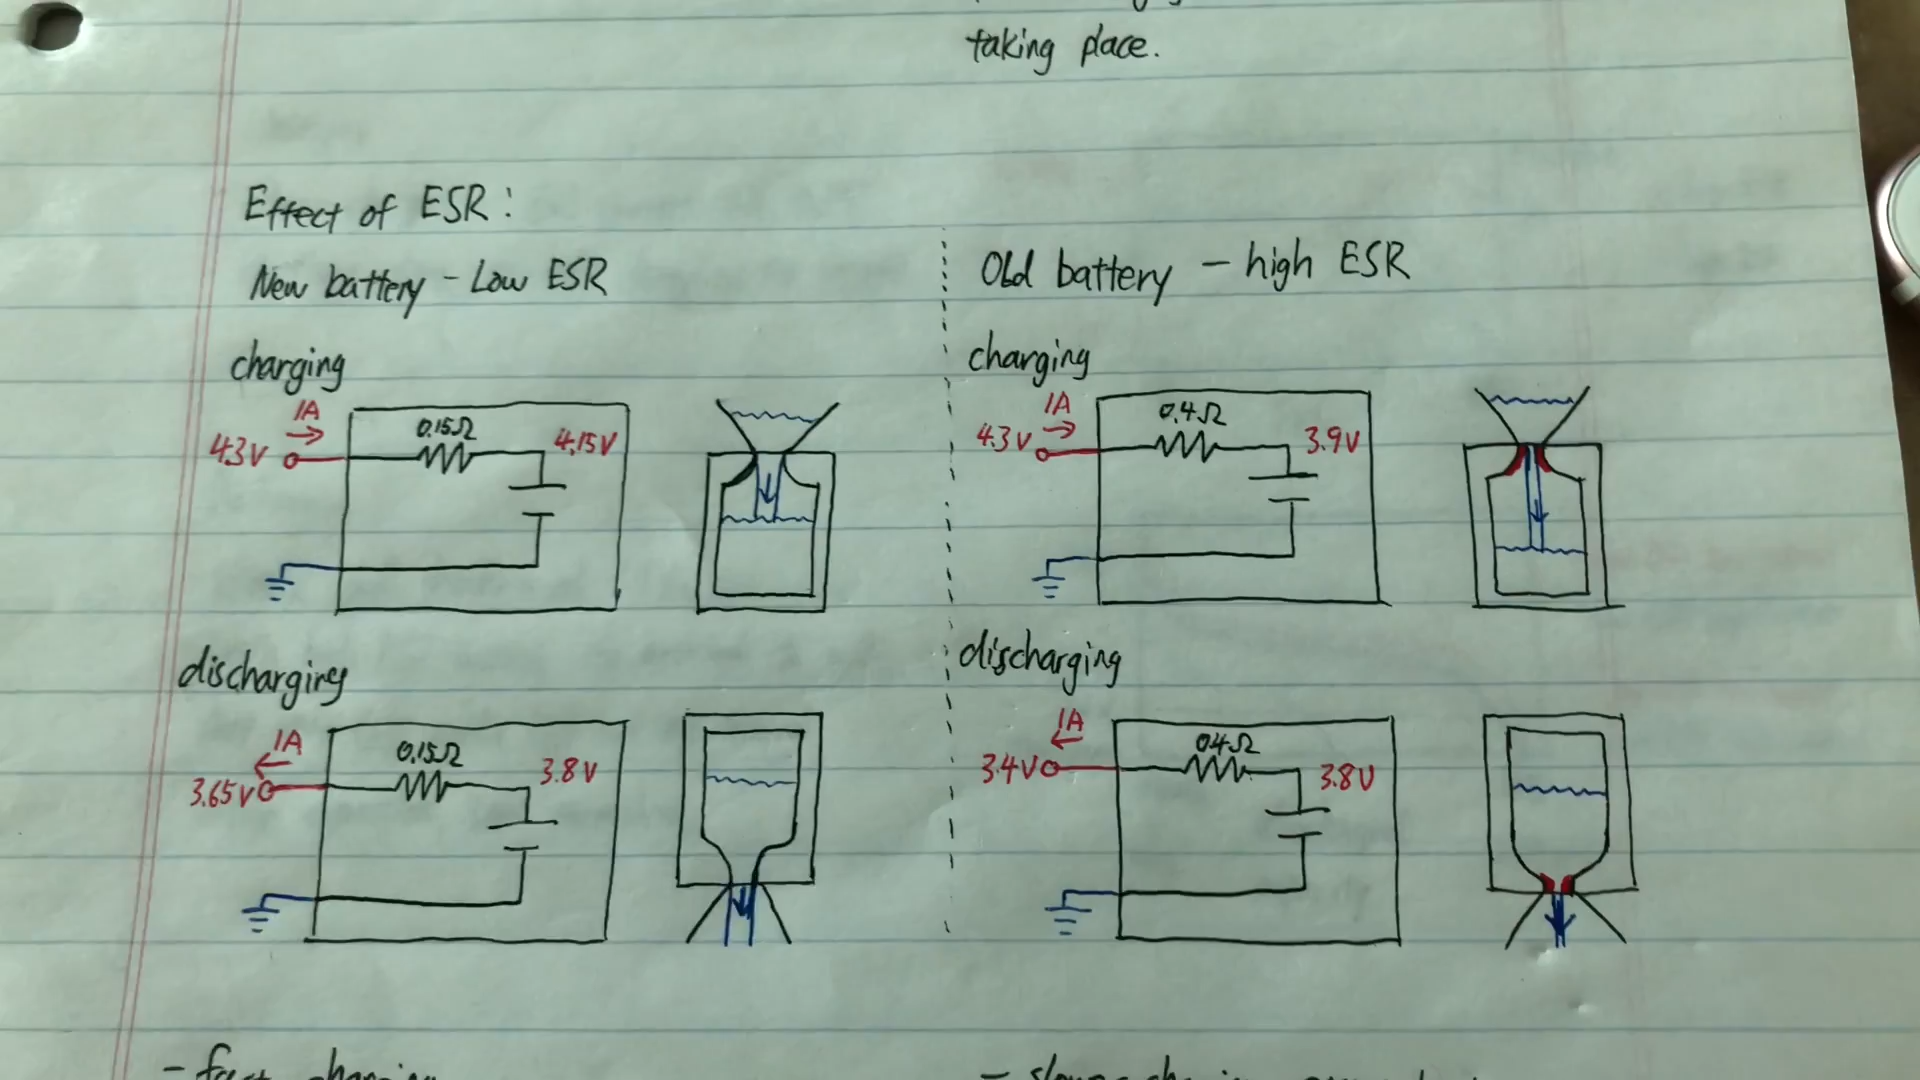 taking place.
Effect of ESR:
New battery - Low ESR
charging
1A
4.3V
0.15Ω
4.15V
discharging
1A
3.65V
0.15Ω
3.8V
Old battery - high ESR
charging
1A
4.3V
0.4Ω
3.9V
discharging
1A
3.4V
0.4Ω
3.8V